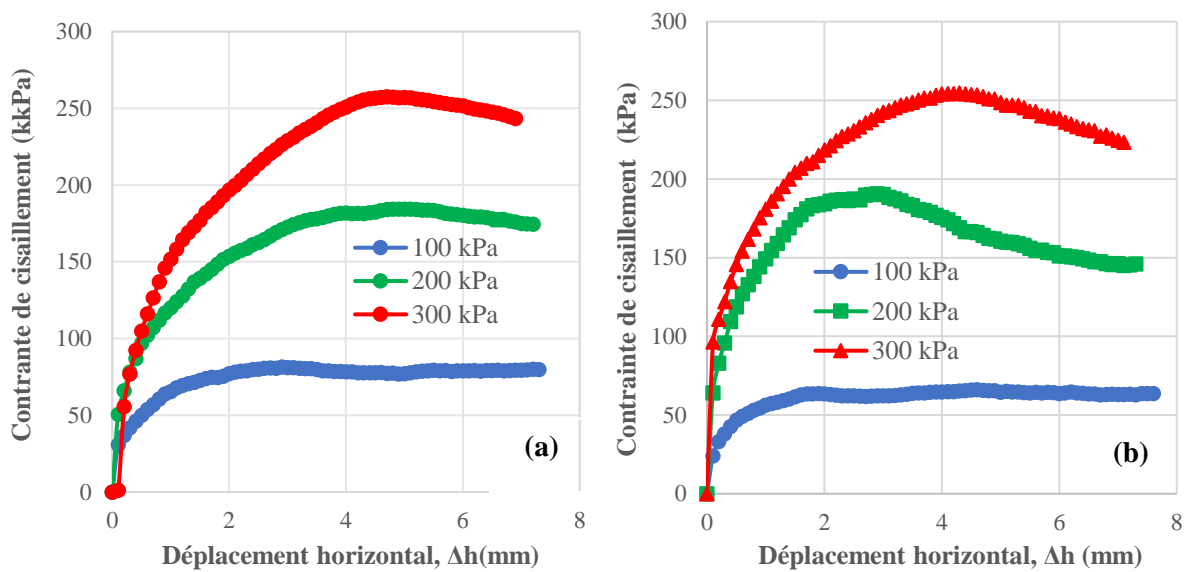 Contrante de cisaillement (kkPa)
300
250
200
150
100
50
0
100 kPa
200 kPa
300 kPa
(a)
0 2 4 6 8
Déplacement horizontal, Δh(mm)
Contrainte de cisaillement (kPa)
300
250
200
150
100
50
0
100 kPa
200 kPa
300 kPa
(b)
0 2 4 6 8
Déplacement horizontal, Δh (mm)